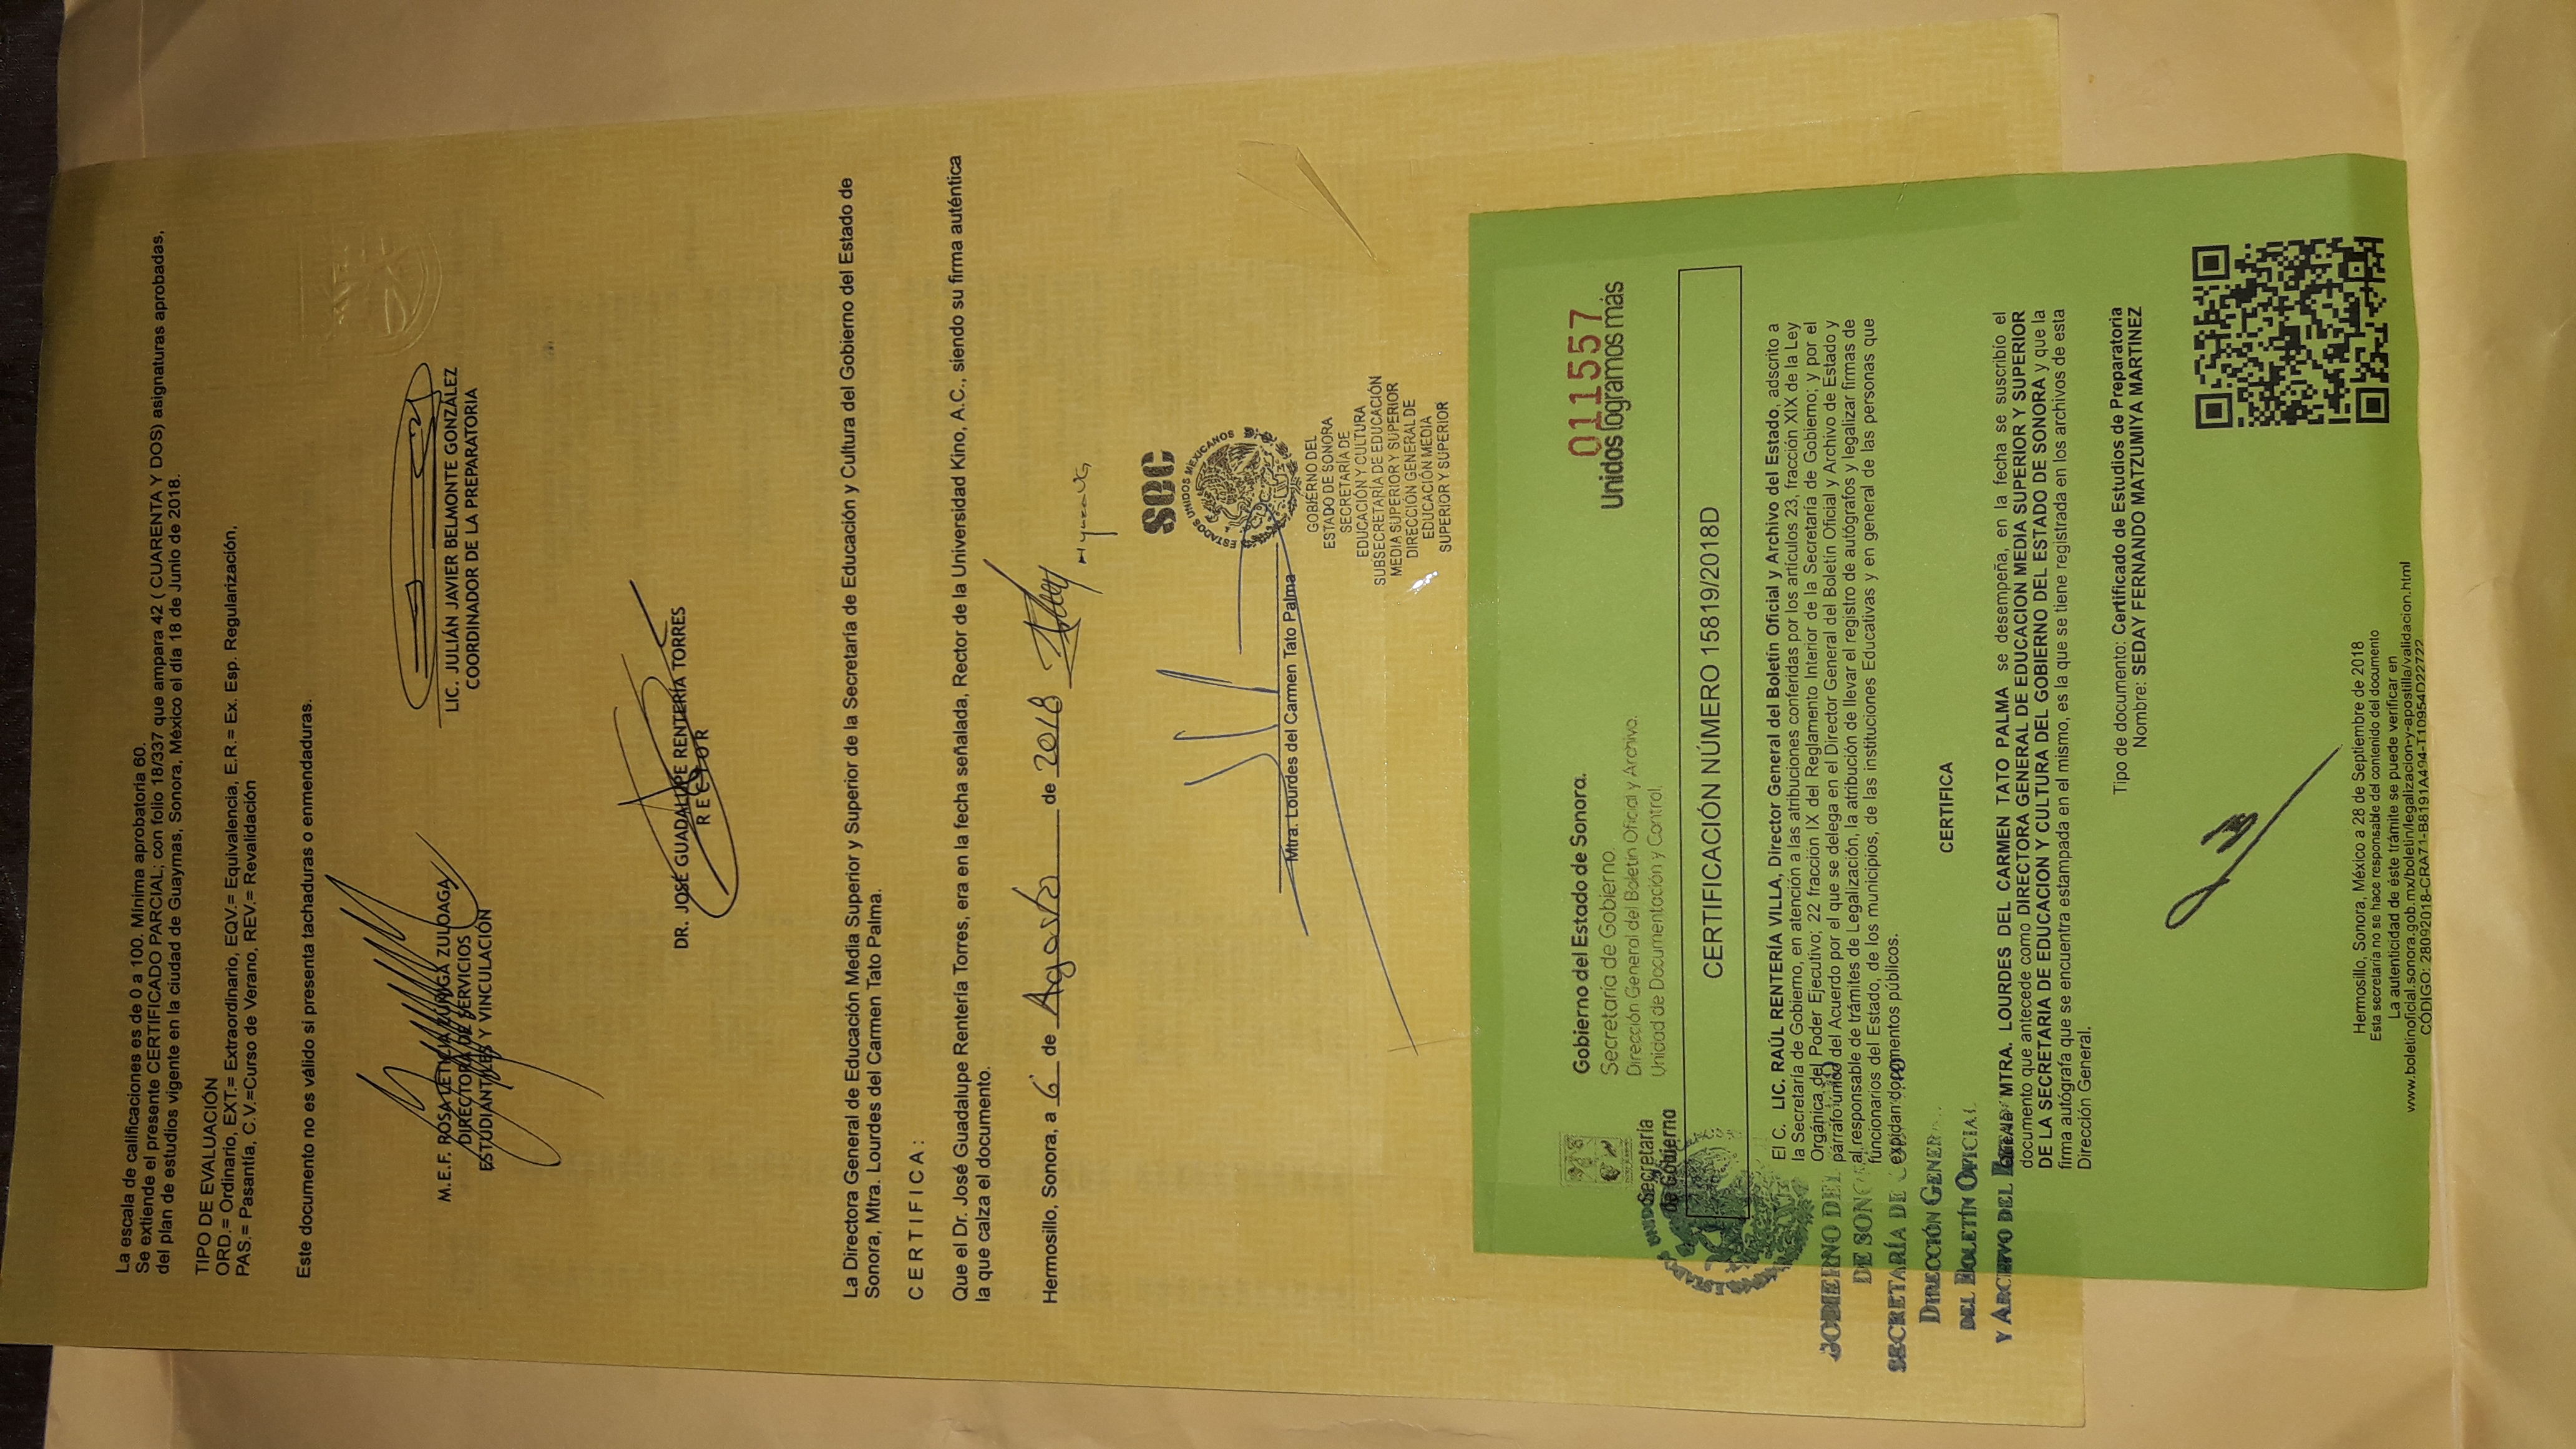 La escala de calificaciones es de 0 a 100. Mínima aprobatoria 60.
Se extiende el presente CERTIFICADO PARCIAL; con folio 18/337 que ampara 42 ( CUARENTA Y DOS) asignaturas aprobadas,
del plan de estudios vigente en la ciudad de Guaymas, Sonora, México el día 18 de Junio de 2018.
TIPO DE EVALUACIÓN
ORD.= Ordinario, EXT.= Extraordinario, EQV.= Equivalencia, E.R.= Ex. Esp. Regularización,
PAS.= Pasantía, C.V.=Curso de Verano, REV.= Revalidación
Este documento no es válido si presenta tachaduras o enmendaduras.
M.E.F. ROSA LETICIA ZÚÑIGA ZULOAGA
DIRECTORA DE SERVICIOS
ESTUDIANTILES Y VINCULACIÓN
LIC. JULIÁN JAVIER BELMONTE GONZÁLEZ
COORDINADOR DE LA PREPARATORIA
DR. JOSÉ GUADALUPE RENTERÍA TORRES
RECTOR
La Directora General de Educación Media Superior y Superior de la Secretaría de Educación y Cultura del Gobierno del Estado de
Sonora, Mtra. Lourdes del Carmen Tato Palma.
CERTIFICA:
Que el Dr. José Guadalupe Rentería Torres, era en la fecha señalada, Rector de la Universidad Kino, A.C., siendo su firma auténtica
la que calza el documento.
Hermosillo, Sonora, a 6 de Agosto de 2018
Mtra. Lourdes del Carmen Tato Palma
sec
ESTADOS UNIDOS MEXICANOS
GOBIERNO DEL
ESTADO DE SONORA
SECRETARÍA DE
EDUCACIÓN Y CULTURA
SUBSECRETARÍA DE EDUCACIÓN
MEDIA SUPERIOR Y SUPERIOR
DIRECCIÓN GENERAL DE
EDUCACIÓN MEDIA
SUPERIOR Y SUPERIOR
Secretaría
de Gobierno
Gobierno del Estado de Sonora.
Secretaría de Gobierno.
Dirección General del Boletín Oficial y Archivo.
Unidad de Documentación y Control.
011557
Unidos logramos más
CERTIFICACIÓN NÚMERO 15819/2018D
El C. LIC. RAÚL RENTERÍA VILLA, Director General del Boletín Oficial y Archivo del Estado, adscrito a
la Secretaría de Gobierno, en atención a las atribuciones conferidas por los artículos 23, fracción XIX de la Ley
Orgánica del Poder Ejecutivo; 22 fracción IX del Reglamento Interior de la Secretaría de Gobierno; y por el
párrafo único del Acuerdo por el que se delega en el Director General del Boletín Oficial y Archivo de Estado y
al responsable de trámites de Legalización, la atribución de llevar el registro de autógrafos y legalizar firmas de
funcionarios del Estado, de los municipios, de las instituciones Educativas y en general de las personas que
expidan documentos públicos.
GOBIERNO DEL
DE SONO
SECRETARÍA DE
DIRECCIÓN GENER
DEL BOLETÍN OFICIAL
Y ARCHIVO DEL ESTADO
CERTIFICA
Que la MTRA. LOURDES DEL CARMEN TATO PALMA se desempeña, en la fecha se suscribío el
documento que antecede como DIRECTORA GENERAL DE EDUCACION MEDIA SUPERIOR Y SUPERIOR
DE LA SECRETARIA DE EDUCACION Y CULTURA DEL GOBIERNO DEL ESTADO DE SONORA y que la
firma autógrafa que se encuentra estampada en el mismo, es la que se tiene registrada en los archivos de esta
Dirección General.
Tipo de documento: Certificado de Estudios de Preparatoria
Nombre: SEDAY FERNANDO MATZUMIYA MARTINEZ
Hermosillo, Sonora, México a 28 de Septiembre de 2018
Esta secretaría no se hace responsable del contenido del documento
La autenticidad de éste trámite se puede verificar en
www.boletinoficial.sonora.gob.mx/boletin/legalizacion-y-apostilla/validacion.html
CÓDIGO: 28092018-CRA71-B8191A494-T10954D22722